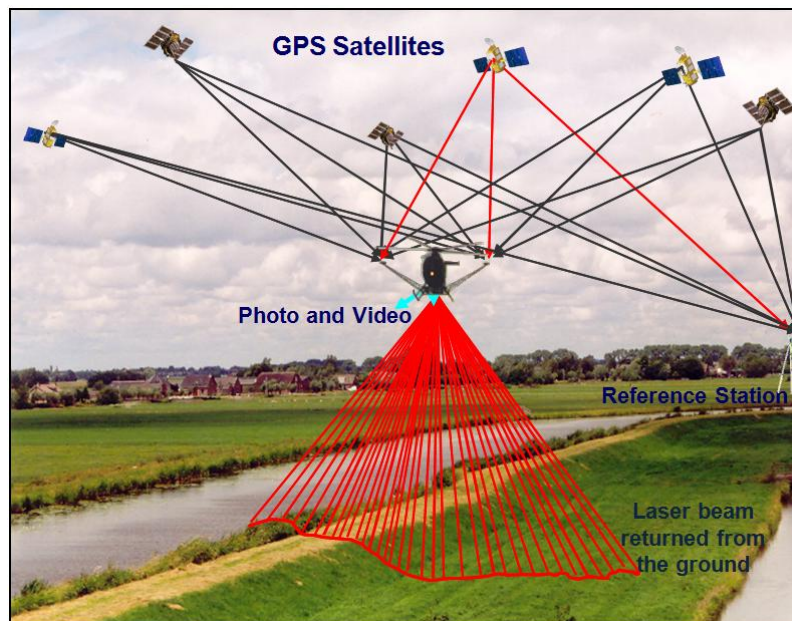 GPS Satellites
Photo and Video
Reference Station
Laser beam
returned from
the ground